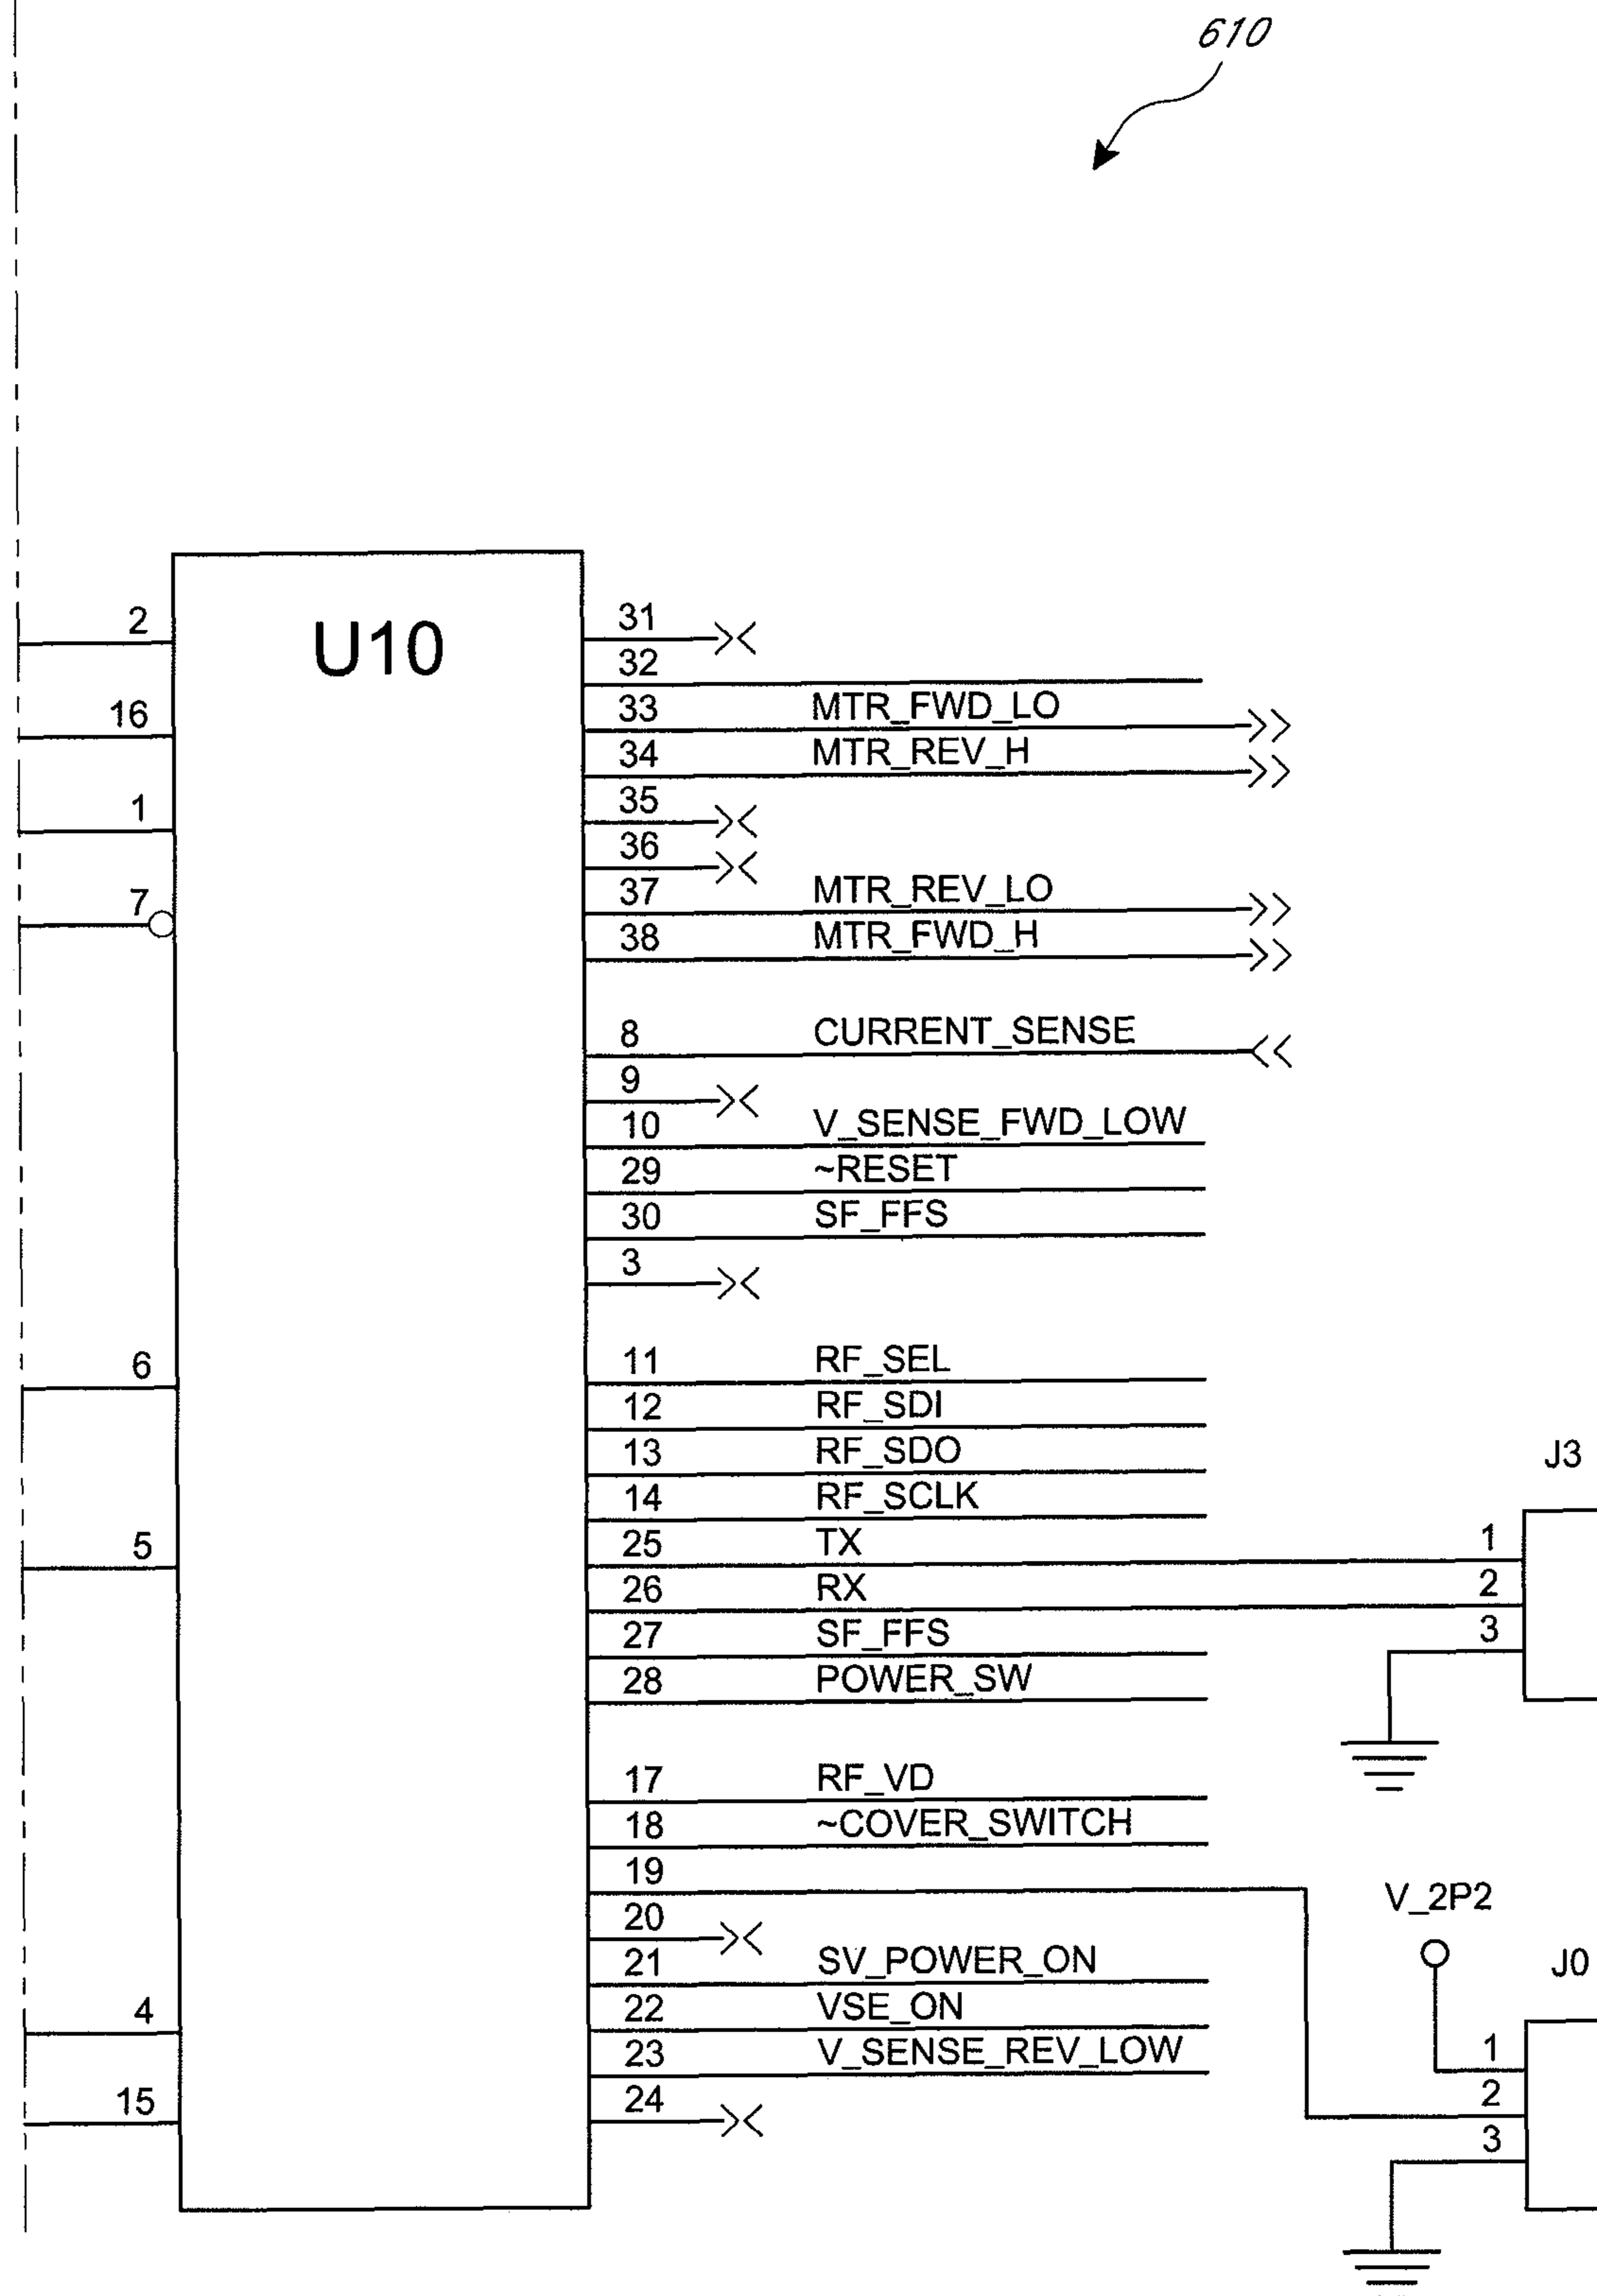 610
U10
2
16
1
7
6
5
4
15
31
32
33 MTR_FWD_LO
34 MTR_REV_H
35
36
37 MTR_REV_LO
38 MTR_FWD_H
8 CURRENT_SENSE
9
10 V_SENSE_FWD_LOW
29 ~RESET
30 SF_FFS
3
11 RF_SEL
12 RF_SDI
13 RF_SDO
14 RF_SCLK
25 TX
26 RX
27 SF_FFS
28 POWER_SW
17 RF_VD
18 ~COVER_SWITCH
19
20
21 SV_POWER_ON
22 VSE_ON
23 V_SENSE_REV_LOW
24
J3
1
2
3
V_2P2
J0
1
2
3